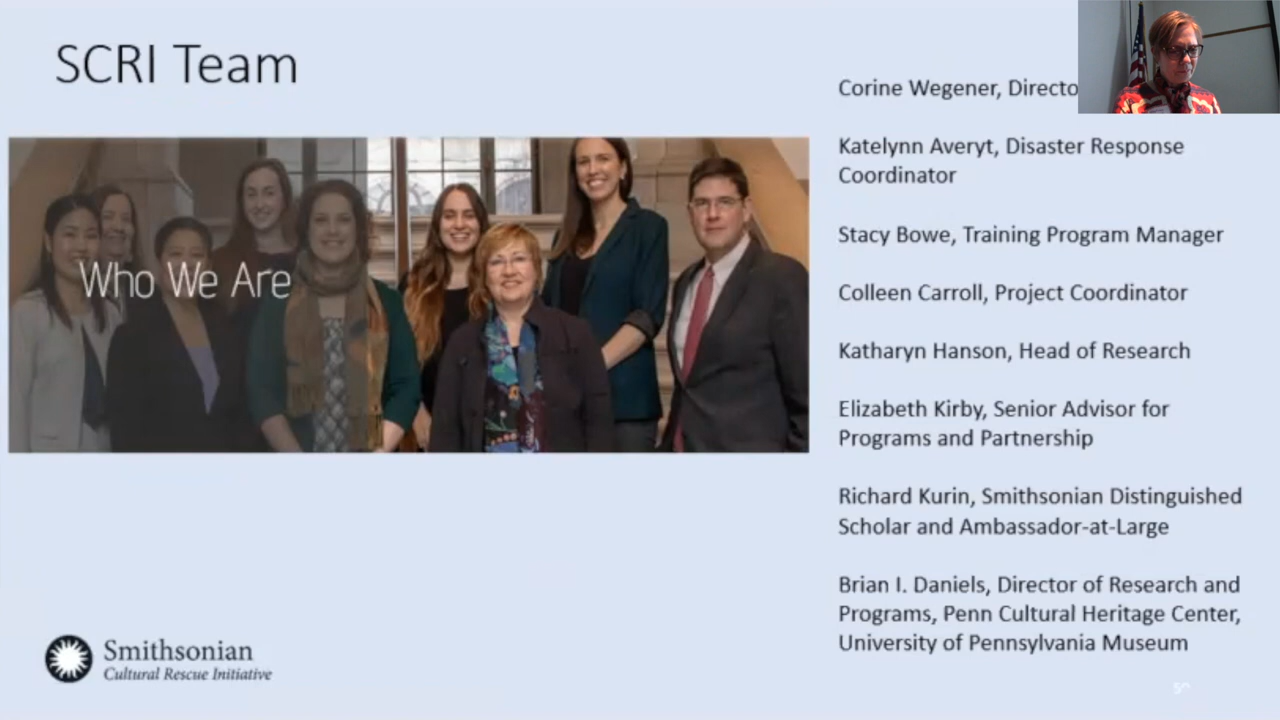 SCRI Team
Who We Are
Corine Wegener, Directo
Katelynn Averyt, Disaster Response
Coordinator
Stacy Bowe, Training Program Manager
Colleen Carroll, Project Coordinator
Katharyn Hanson, Head of Research
Elizabeth Kirby, Senior Advisor for
Programs and Partnership
Richard Kurin, Smithsonian Distinguished
Scholar and Ambassador-at-Large
Brian I. Daniels, Director of Research and
Programs, Penn Cultural Heritage Center,
University of Pennsylvania Museum
Smithsonian
Cultural Rescue Initiative